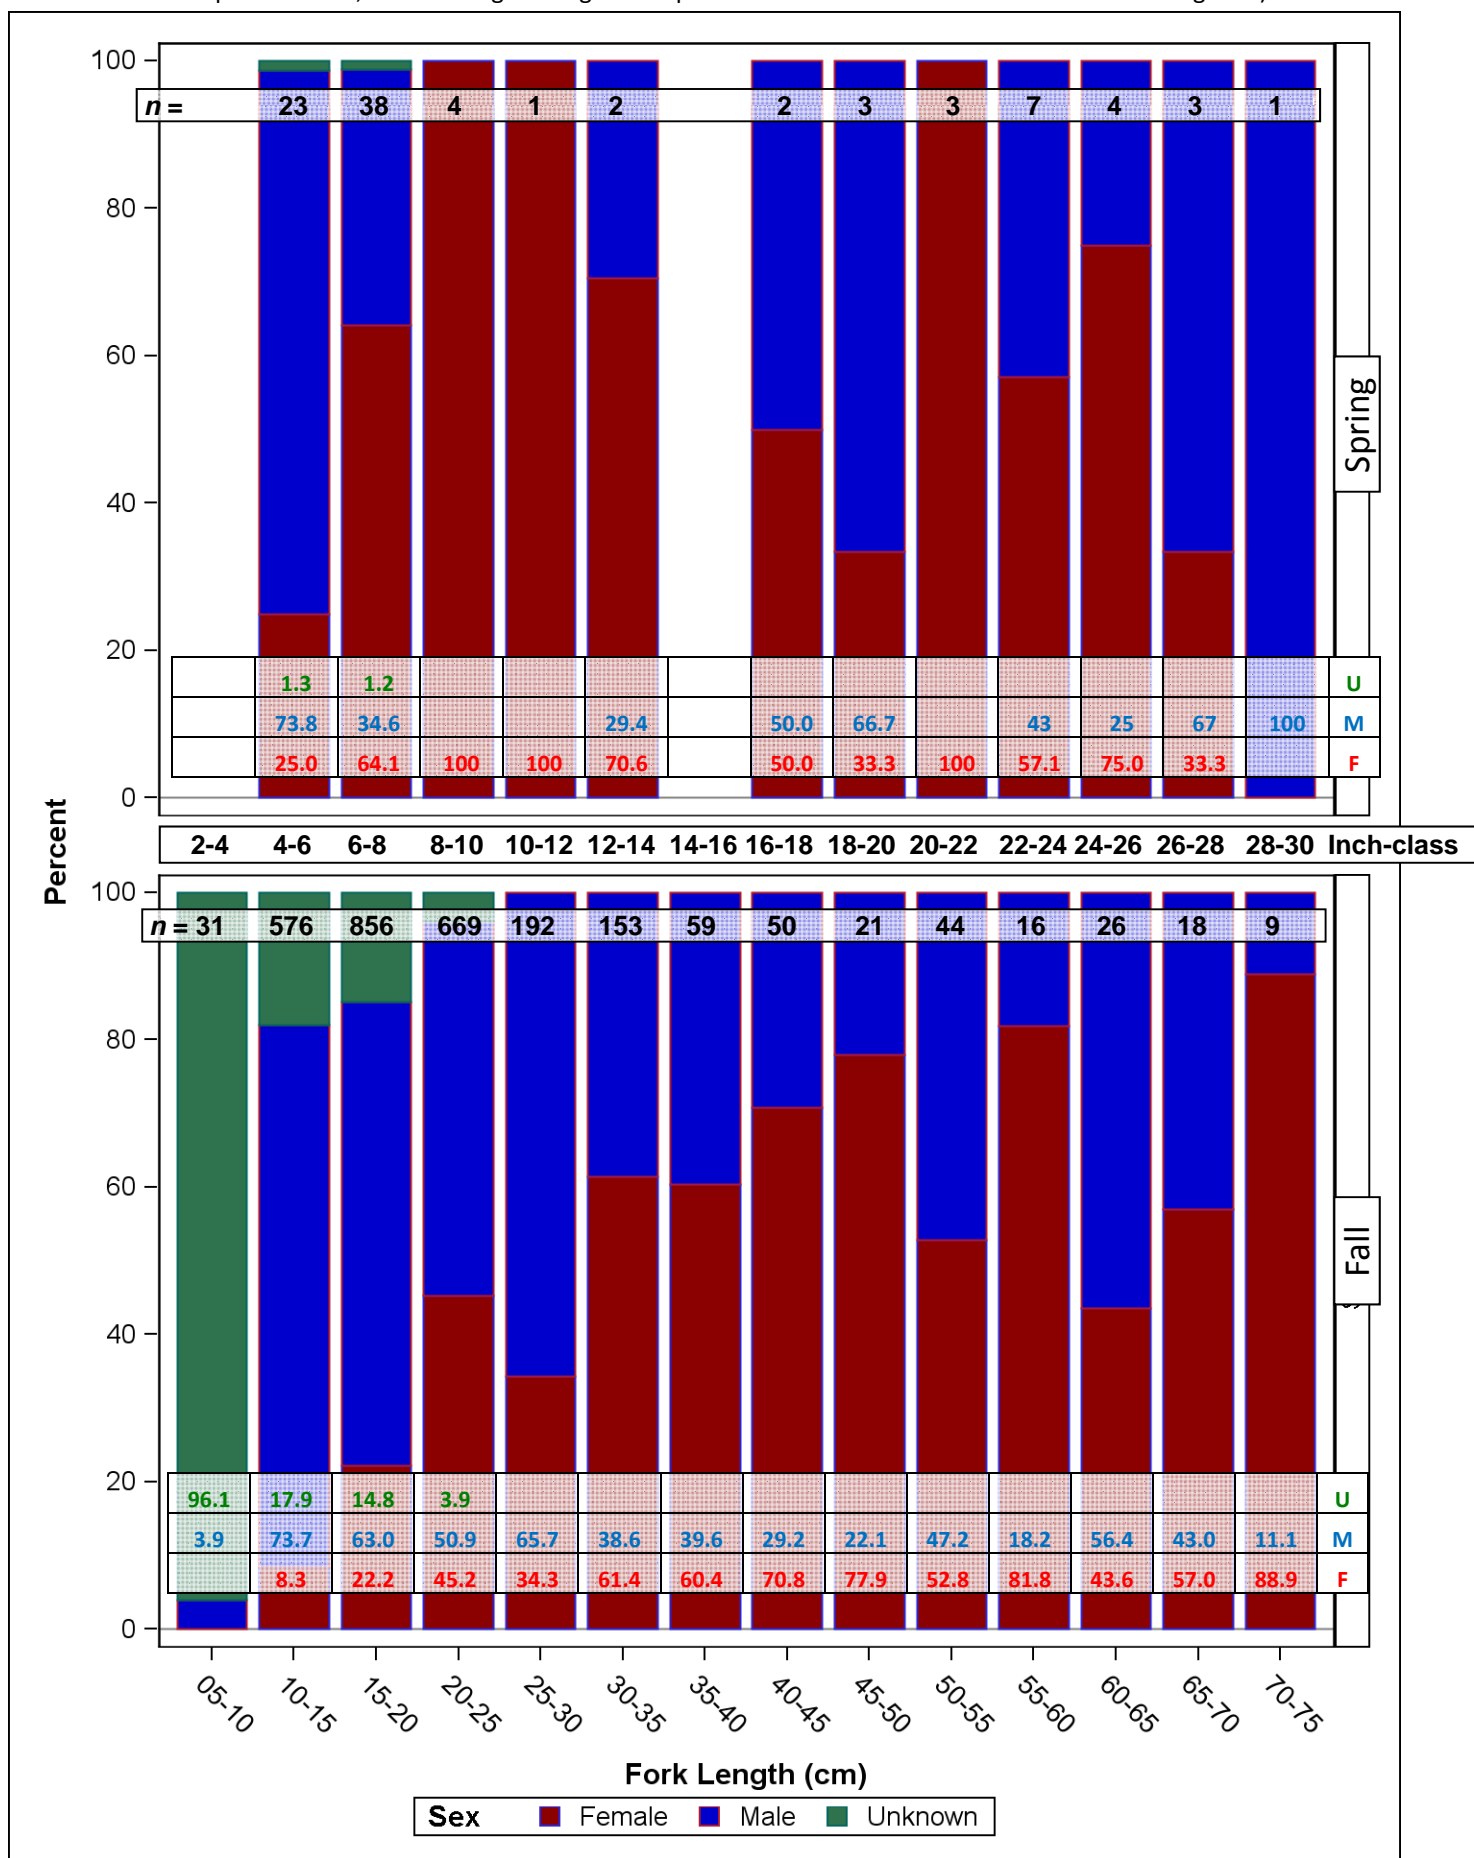 100
n = 23 38 4 1 2 2 3 3 7 4 3 1
80
60
Spring
40
20
1.3 1.2 U
73.8 34.6 29.4 50.0 66.7 43 25 67 100 M
25.0 64.1 100 100 70.6 50.0 33.3 100 57.1 75.0 33.3 F
0
Percent
2-4 4-6 6-8 8-10 10-12 12-14 14-16 16-18 18-20 20-22 22-24 24-26 26-28 28-30 Inch-class
100
n = 31 576 856 669 192 153 59 50 21 44 16 26 18 9
80
60
Fall
40
20
96.1 17.9 14.8 3.9 U
3.9 73.7 63.0 50.9 65.7 38.6 39.6 29.2 22.1 47.2 18.2 56.4 43.0 11.1 M
8.3 22.2 45.2 34.3 61.4 60.4 70.8 77.9 52.8 81.8 43.6 57.0 88.9 F
0
05-10 10-15 15-20 20-25 25-30 30-35 35-40 40-45 45-50 50-55 55-60 60-65 65-70 70-75
Fork Length (cm)
Sex Female Male Unknown